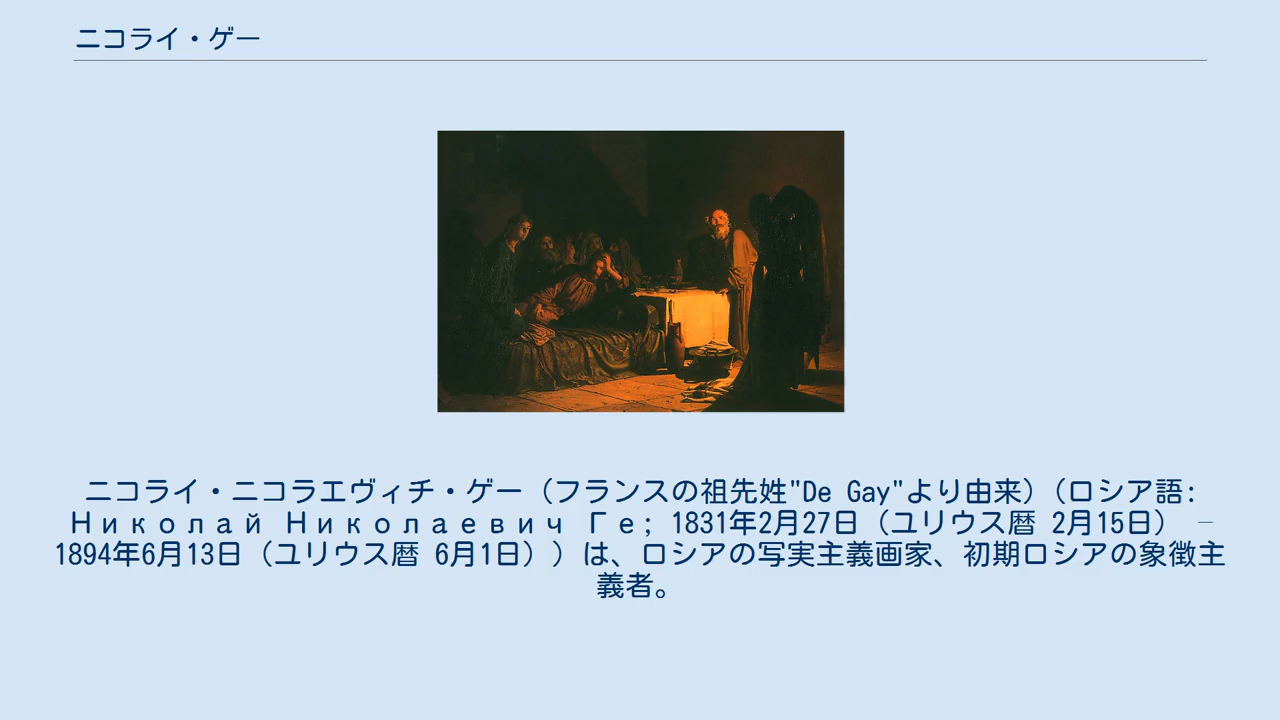 ニコライ・ゲー
ニコライ・ニコラエヴィチ・ゲー（フランスの祖先姓"De Gay"より由来）（ロシア語:
Николай Николаевич Ге; 1831年2月27日（ユリウス暦 2月15日） –
1894年6月13日（ユリウス暦 6月1日））は、ロシアの写実主義画家、初期ロシアの象徴主
義者。